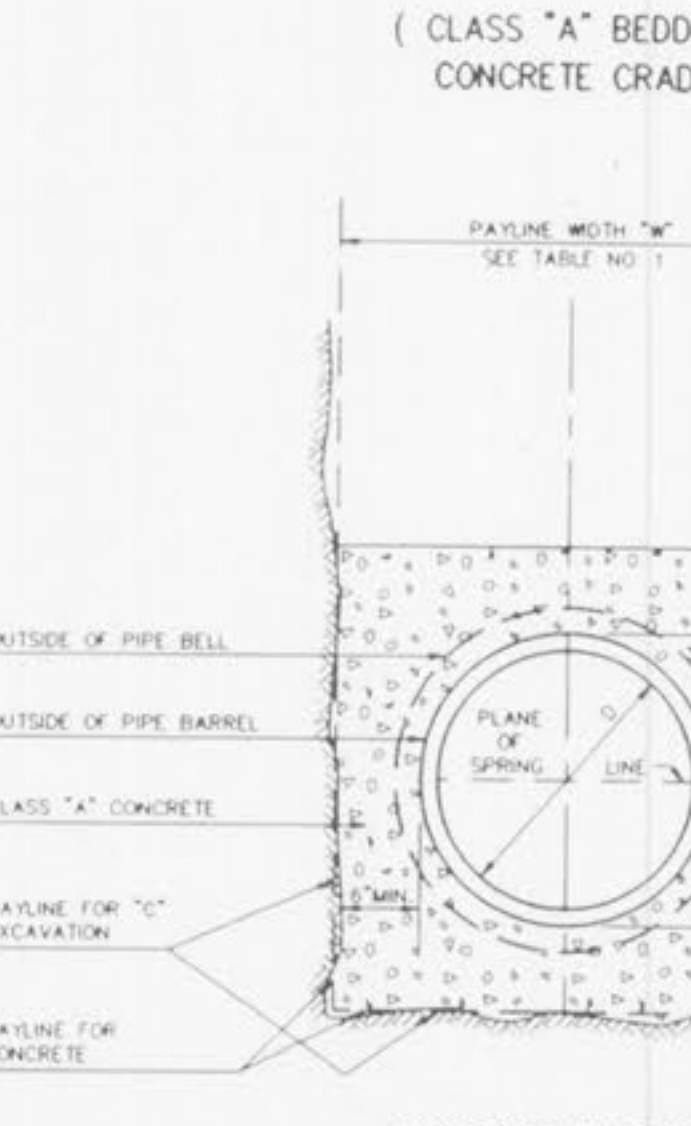 ( CLASS "A" BEDD
CONCRETE CRAD
PAYLINE WIDTH "W"
SEE TABLE NO. 1
UTSIDE OF PIPE BELL
UTSIDE OF PIPE BARREL
PLANE
OF
SPRING LINE
D
LASS "A" CONCRETE
6" MIN.
AYLINE FOR "C"
XCAVATION
AYLINE FOR
ONCRETE